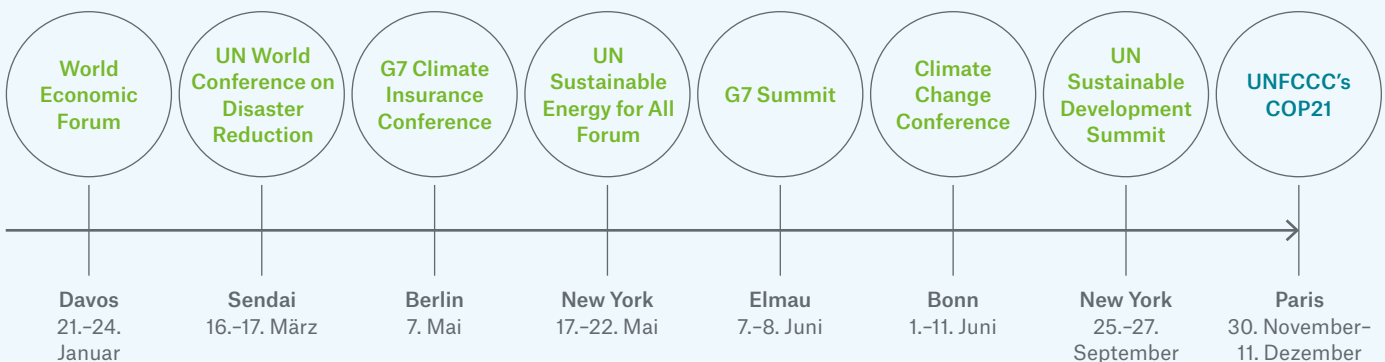 World
Economic
Forum
UN World
Conference on
Disaster
Reduction
G7 Climate
Insurance
Conference
UN
Sustainable
Energy for All
Forum
G7 Summit
Climate
Change
Conference
UN
Sustainable
Development
Summit
UNFCCC’s
COP21
Davos
21.–24.
Januar
Sendai
16.–17. März
Berlin
7. Mai
New York
17.–22. Mai
Elmau
7.–8. Juni
Bonn
1.–11. Juni
New York
25.–27.
September
Paris
30. November–
11. Dezember